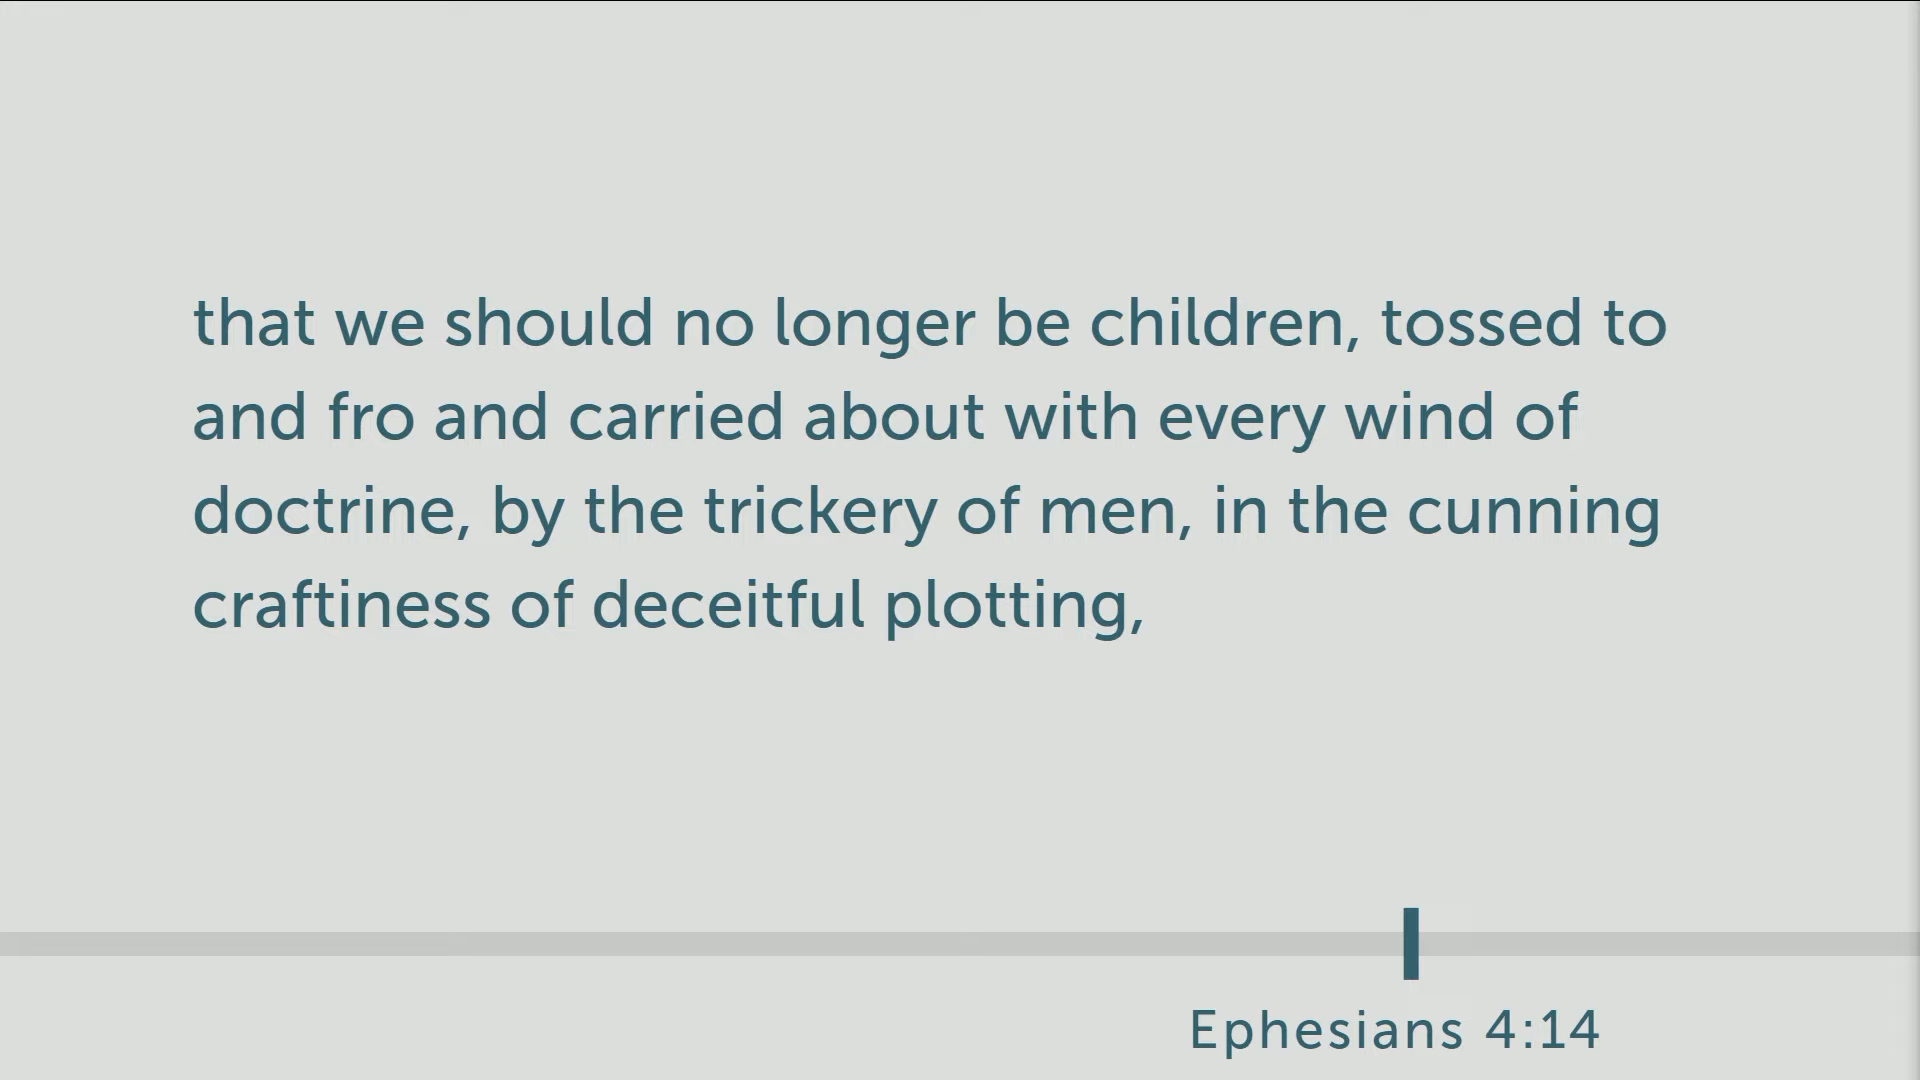 that we should no longer be children, tossed to
and fro and carried about with every wind of
doctrine, by the trickery of men, in the cunning
craftiness of deceitful plotting,
Ephesians 4:14